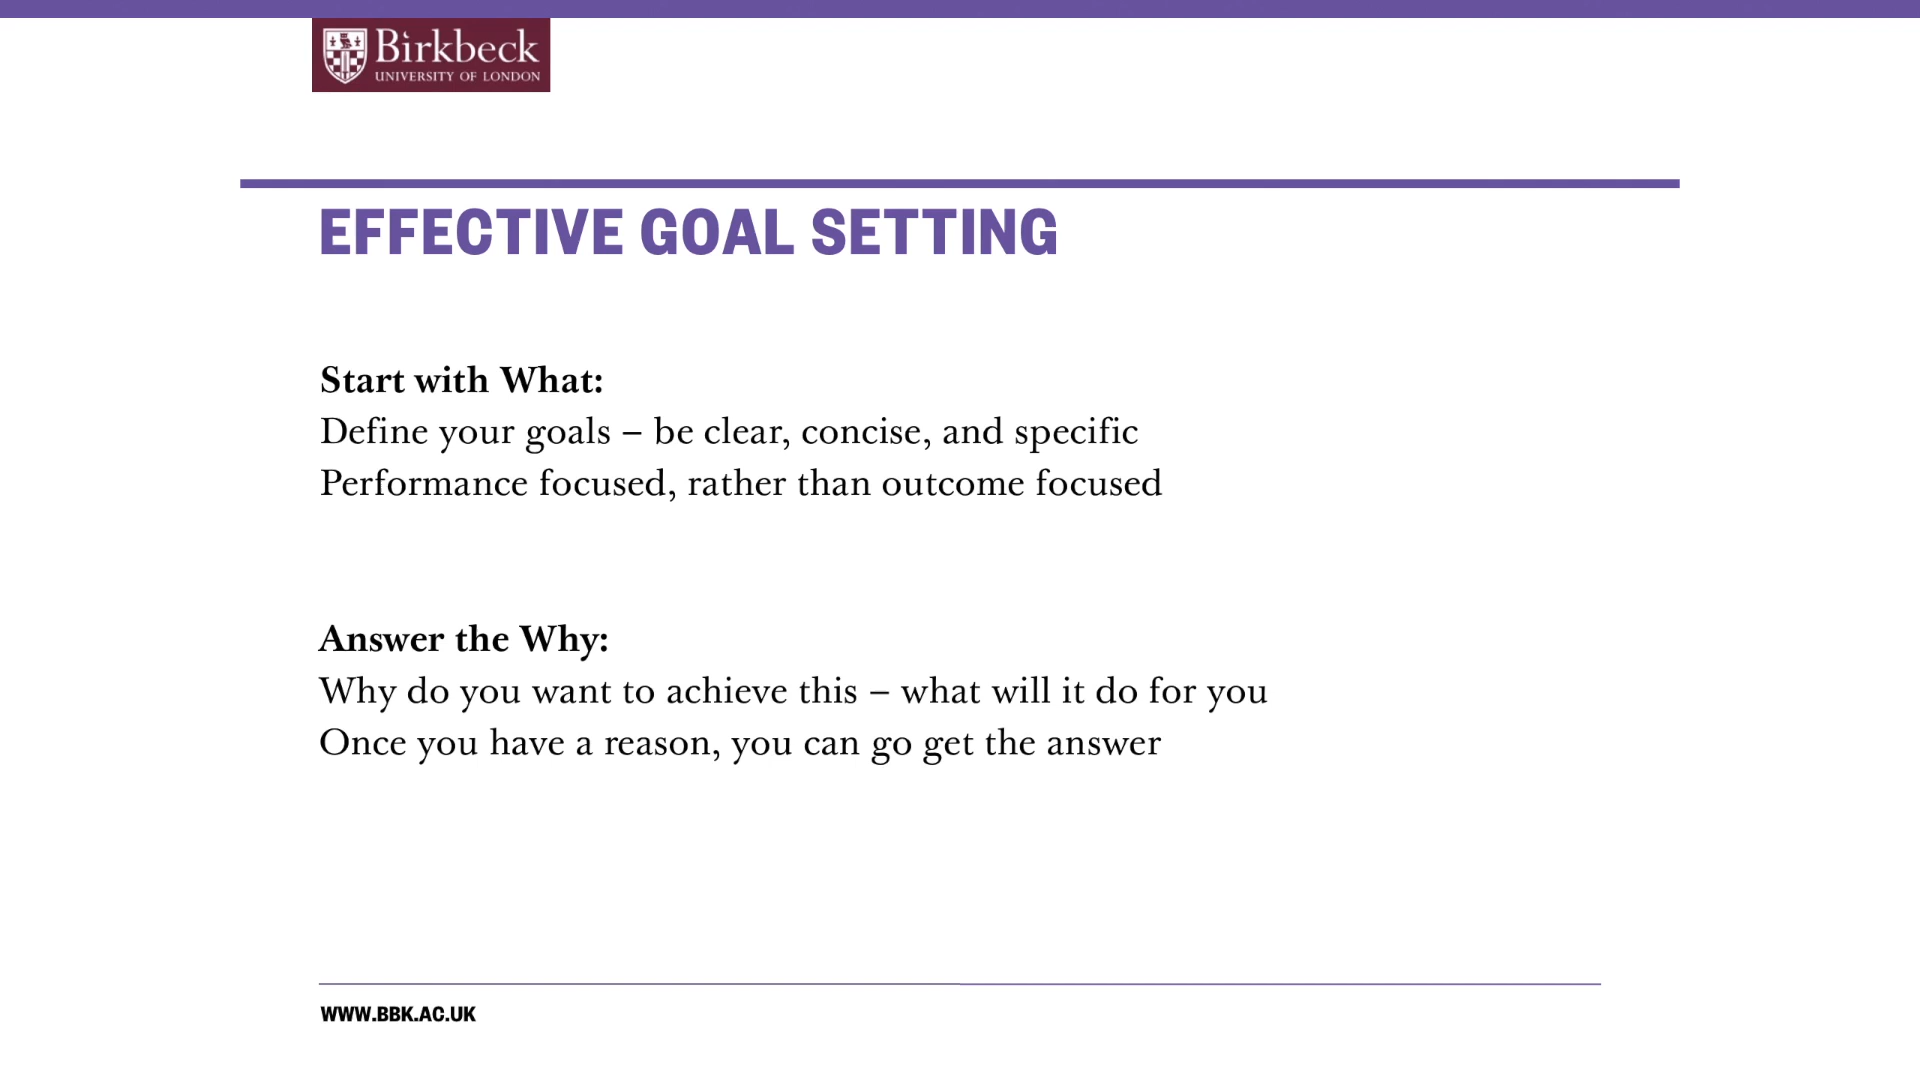 Birkbeck
UNIVERSITY OF LONDON
EFFECTIVE GOAL SETTING
Start with What:
Define your goals – be clear, concise, and specific
Performance focused, rather than outcome focused
Answer the Why:
Why do you want to achieve this – what will it do for you
Once you have a reason, you can go get the answer
WWW.BBK.AC.UK